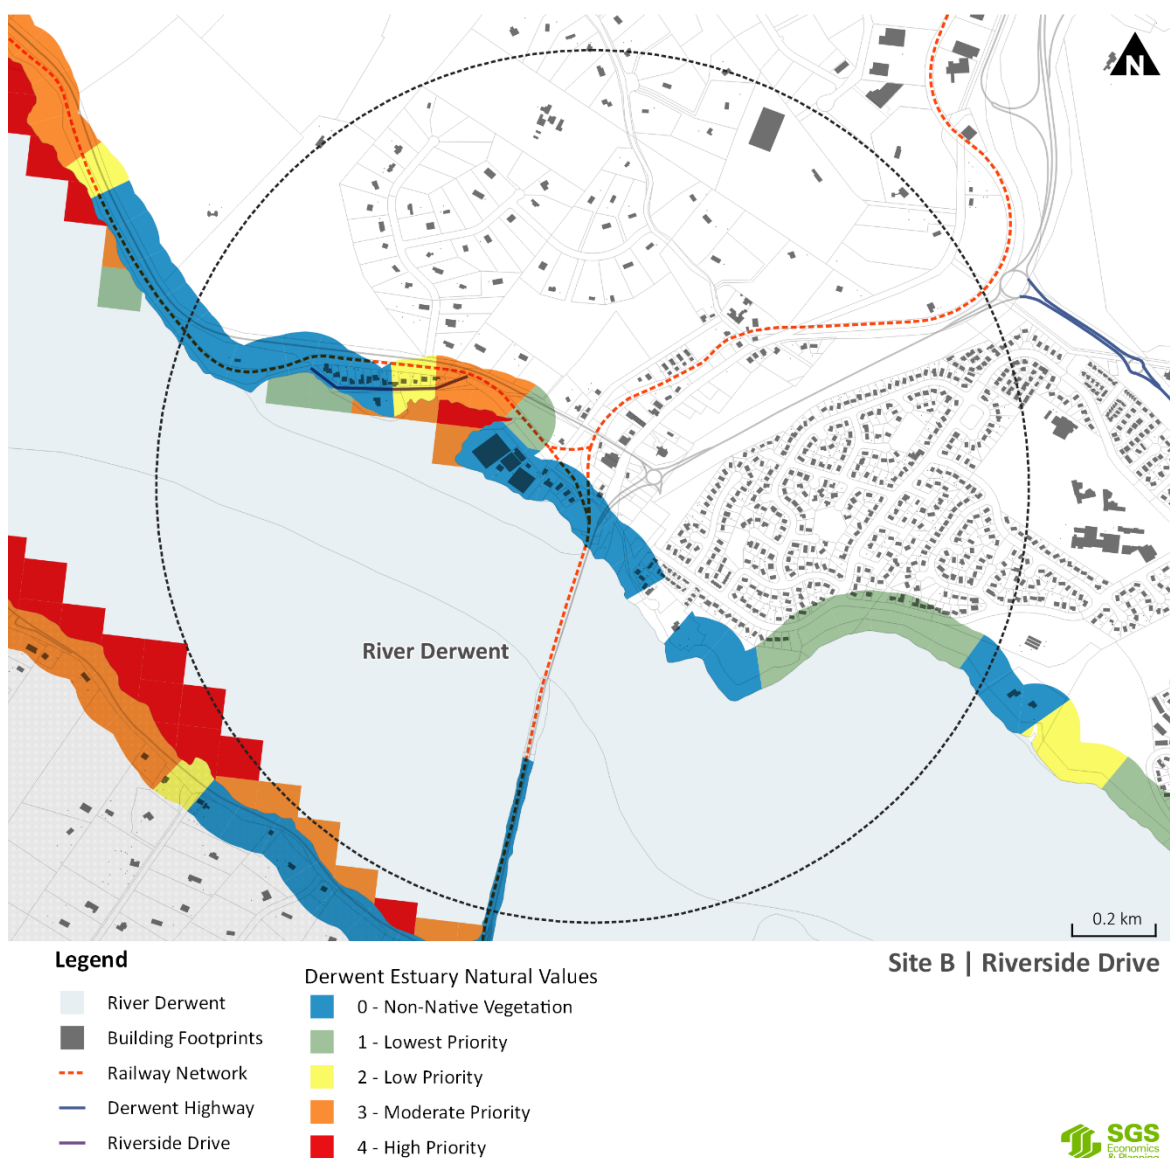 N
River Derwent
0.2 km
Site B | Riverside Drive
Legend
River Derwent
Building Footprints
Railway Network
Derwent Highway
Riverside Drive
Derwent Estuary Natural Values
0 - Non-Native Vegetation
1 - Lowest Priority
2 - Low Priority
3 - Moderate Priority
4 - High Priority
SGS
Economics
& Planning